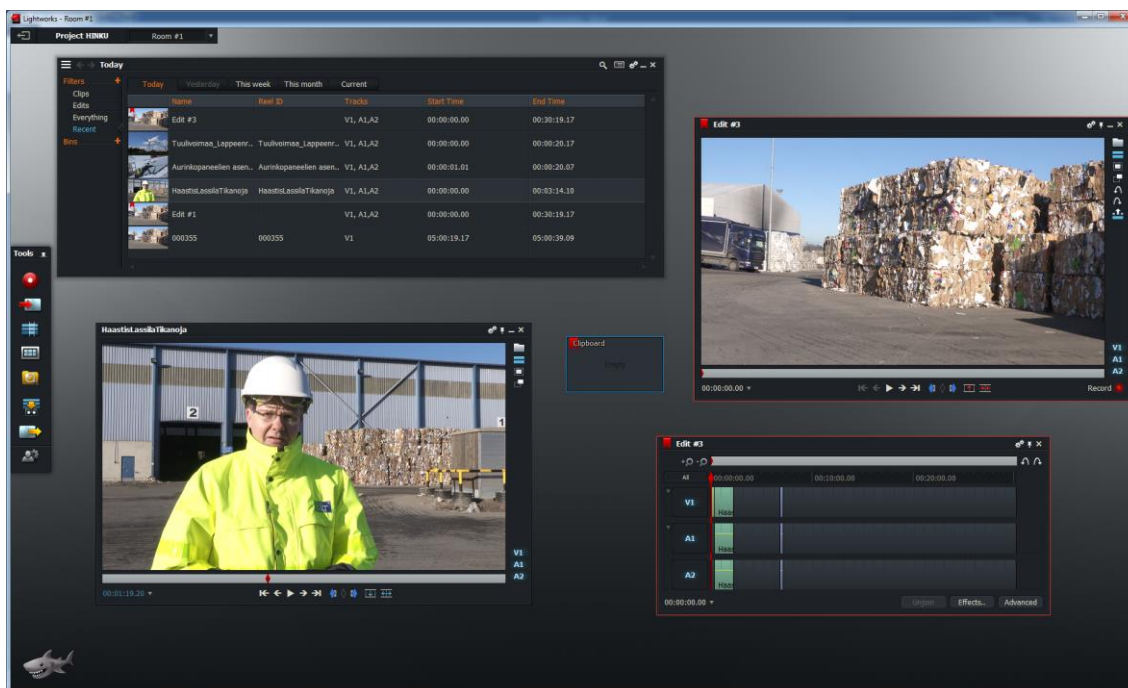 Lightworks - Room #1
Project HINKU Room #1
Today
Filters +
Clips
Edits
Everything
Recent
Bins +
Today Yesterday This week This month Current
Name Reel ID Tracks Start Time End Time
Edit #3 V1, A1,A2 00:00:00.00 00:30:19.17
Tuulivoimaa_Lappeenr.. Tuulivoimaa_Lappeenr.. V1, A1,A2 00:00:00.00 00:00:20.17
Aurinkopaneelien asen.. Aurinkopaneelien asen.. V1, A1,A2 00:00:01.01 00:00:20.07
HaastisLassilaTikanoja HaastisLassilaTikanoja V1, A1,A2 00:00:00.00 00:03:14.10
Edit #1 V1, A1,A2 00:00:00.00 00:30:19.17
000355 000355 V1 05:00:19.17 05:00:39.09
Edit #3
V1
A1
A2
00:00:00.00 Record
Tools
HaastisLassilaTikanoja
2
1
V1
A1
A2
00:01:19.20
Clipboard
Empty
Edit #3
All 00:00:00.00 00:10:00.00 00:20:00.00
V1
Haas
A1
Haas
A2
Haas
00:00:00.00 Unjoin Effects.. Advanced